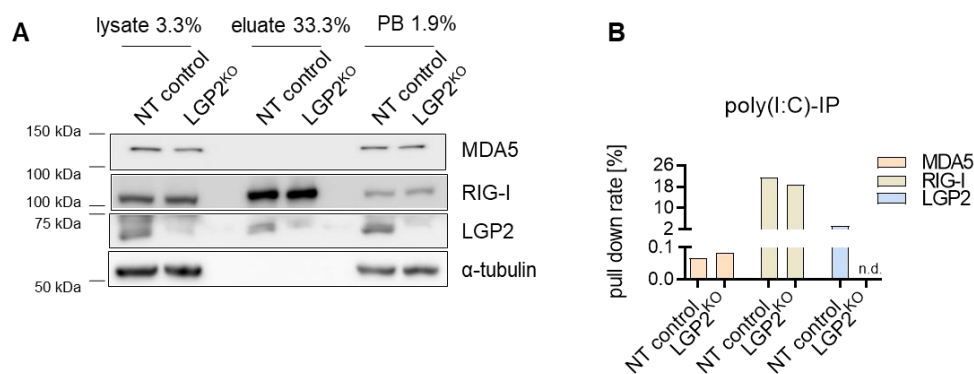 A
lysate 3.3%
eluate 33.3%
PB 1.9%
NT control
LGP2KO
NT control
LGP2KO
NT control
LGP2KO
150 kDa
100 kDa
100 kDa
75 kDa
50 kDa
MDA5
RIG-I
LGP2
α-tubulin
B
poly(I:C)-IP
pull down rate [%]
26
18
10
2
0.1
0.0
n.d.
NT control
LGP2KO
NT control
LGP2KO
NT control
LGP2KO
MDA5
RIG-I
LGP2